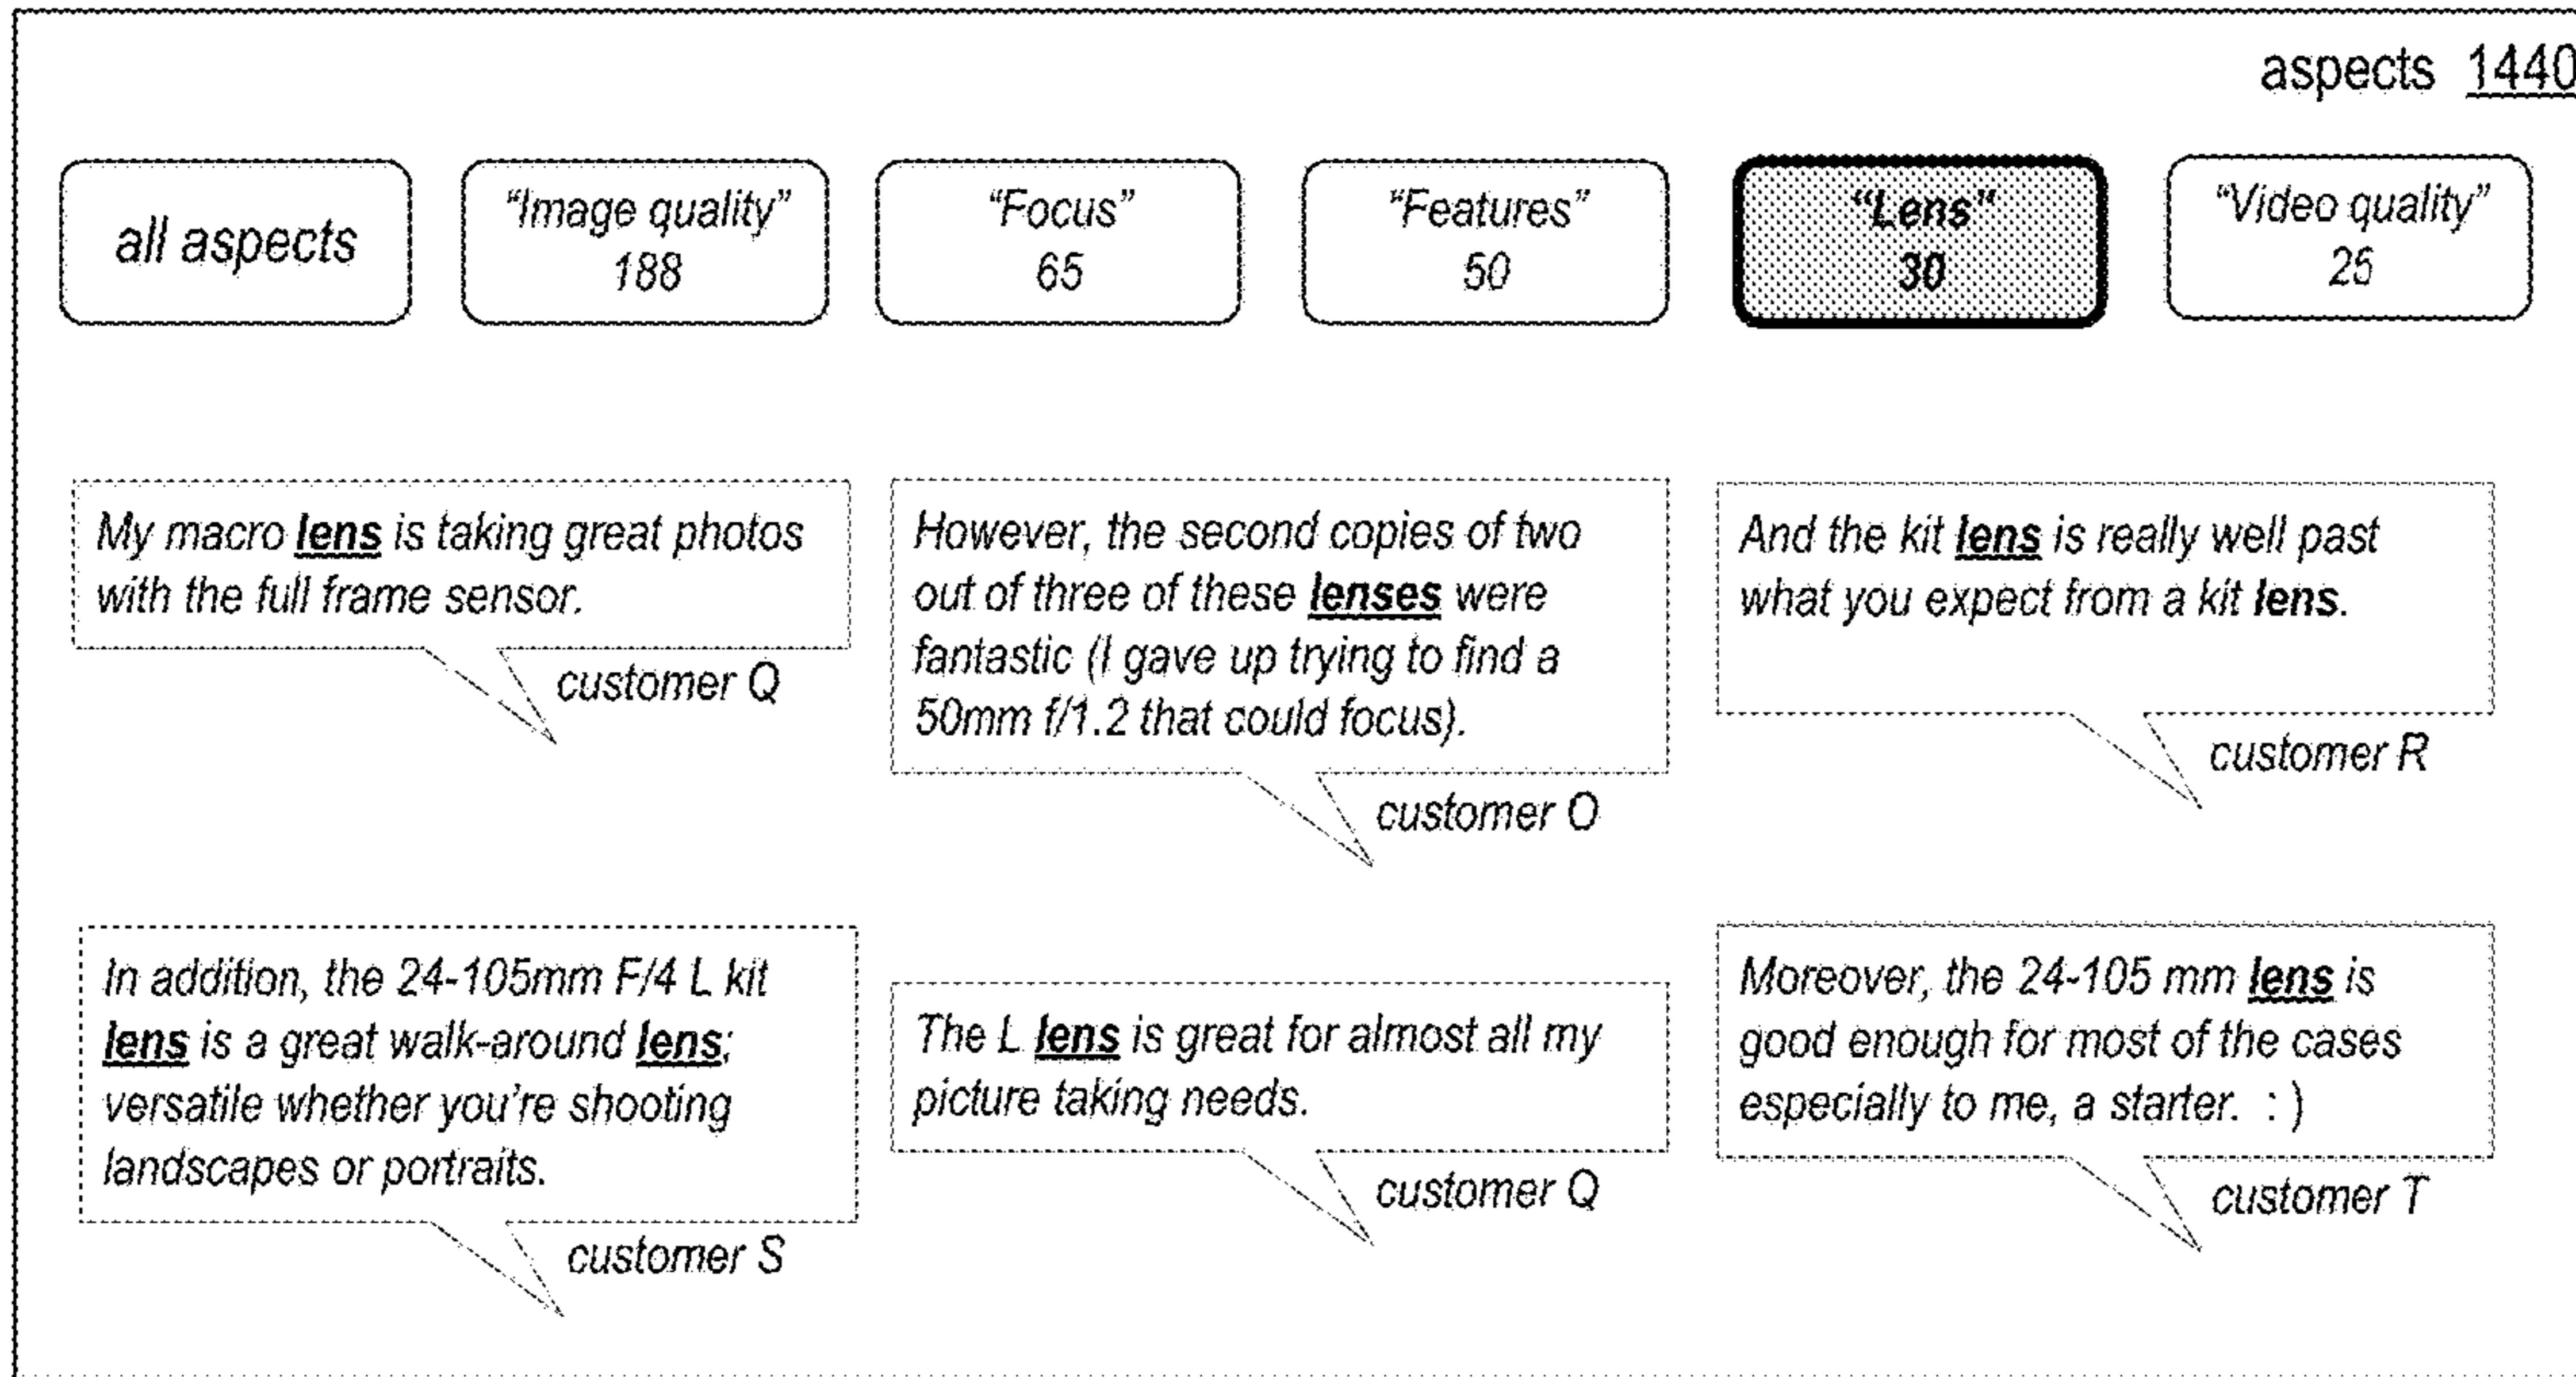 aspects 1440
all aspects
“Image quality”
188
“Focus”
65
“Features”
50
“Lens”
30
“Video quality”
25
My macro lens is taking great photos
with the full frame sensor.
customer Q
However, the second copies of two
out of three of these lenses were
fantastic (I gave up trying to find a
50mm f/1.2 that could focus).
customer O
And the kit lens is really well past
what you expect from a kit lens.
customer R
In addition, the 24-105mm F/4 L kit
lens is a great walk-around lens;
versatile whether you’re shooting
landscapes or portraits.
customer S
The L lens is great for almost all my
picture taking needs.
customer Q
Moreover, the 24-105 mm lens is
good enough for most of the cases
especially to me, a starter. : )
customer T